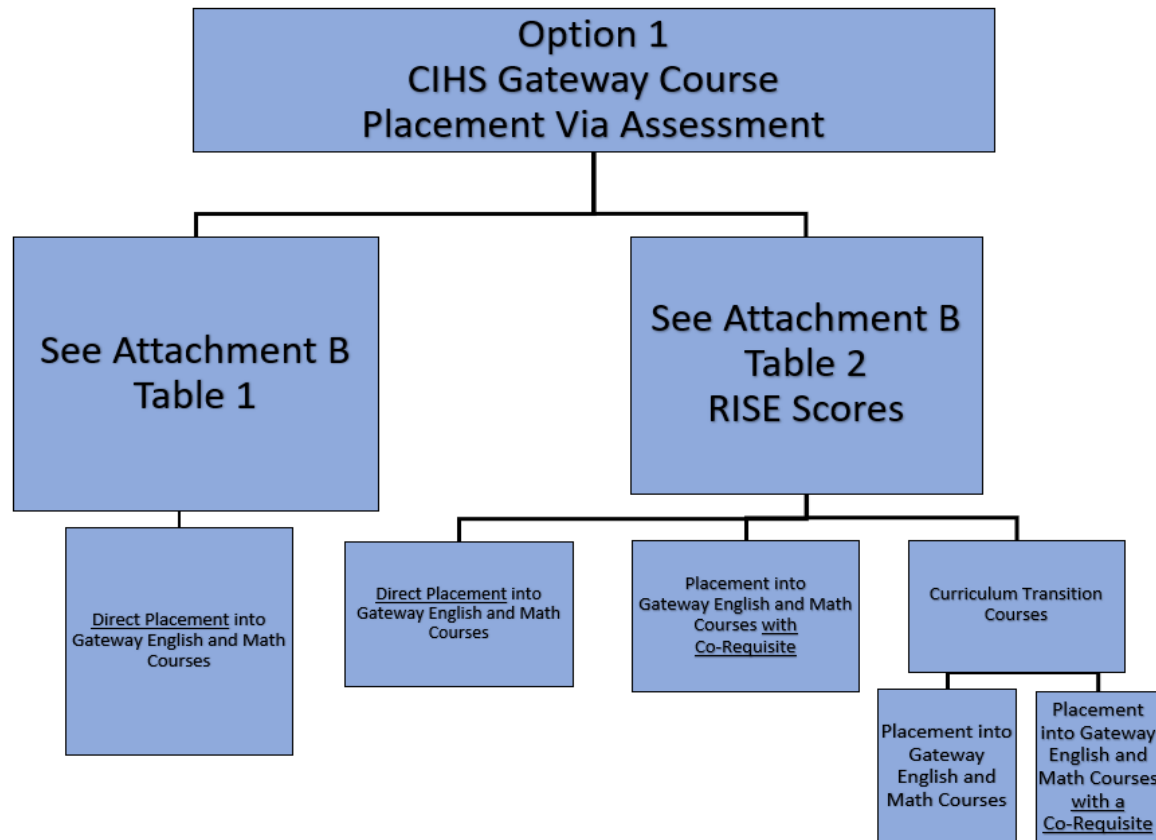 Option 1
CIHS Gateway Course
Placement Via Assessment
See Attachment B
Table 1
See Attachment B
Table 2
RISE Scores
Direct Placement into
Gateway English and Math
Courses
Direct Placement into
Gateway English and Math
Courses
Placement into
Gateway English and Math
Courses with
Co-Requisite
Curriculum Transition
Courses
Placement into
Gateway
English and
Math Courses
Placement
into Gateway
English and
Math Courses
with a
Co-Requisite